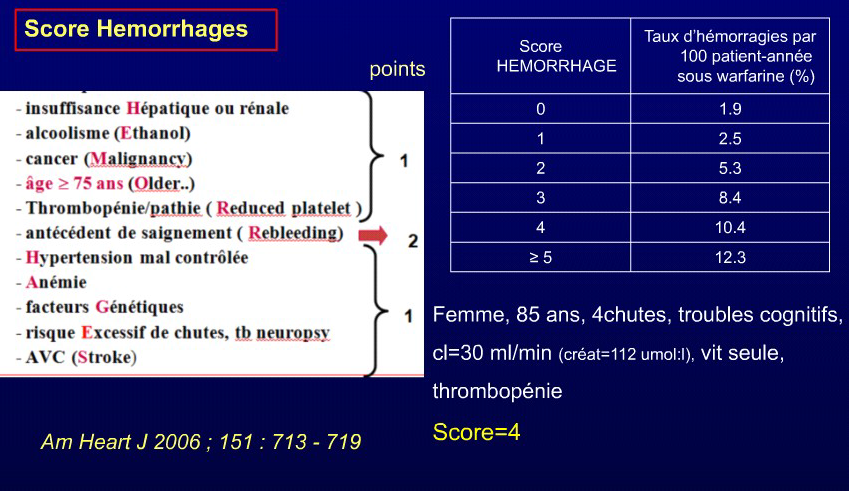 Score Hemorrhages
points
- insuffisance Hépatique ou rénale
- alcoolisme (Ethanol)
- cancer (Malignancy)
- âge ≥ 75 ans (Older..)
- Thrombopénie/pathie ( Reduced platelet )
1
- antécédent de saignement ( Rebleeding)
2
- Hypertension mal contrôlée
- Anémie
- facteurs Génétiques
- risque Excessif de chutes, tb neuropsy
- AVC (Stroke)
1
Am Heart J 2006 ; 151 : 713 - 719
Score
HEMORRHAGE
Taux d’hémorragies par
100 patient-année
sous warfarine (%)
0 1.9
1 2.5
2 5.3
3 8.4
4 10.4
≥ 5 12.3
Femme, 85 ans, 4chutes, troubles cognitifs,
cl=30 ml/min (créat=112 umol:l), vit seule,
thrombopénie
Score=4